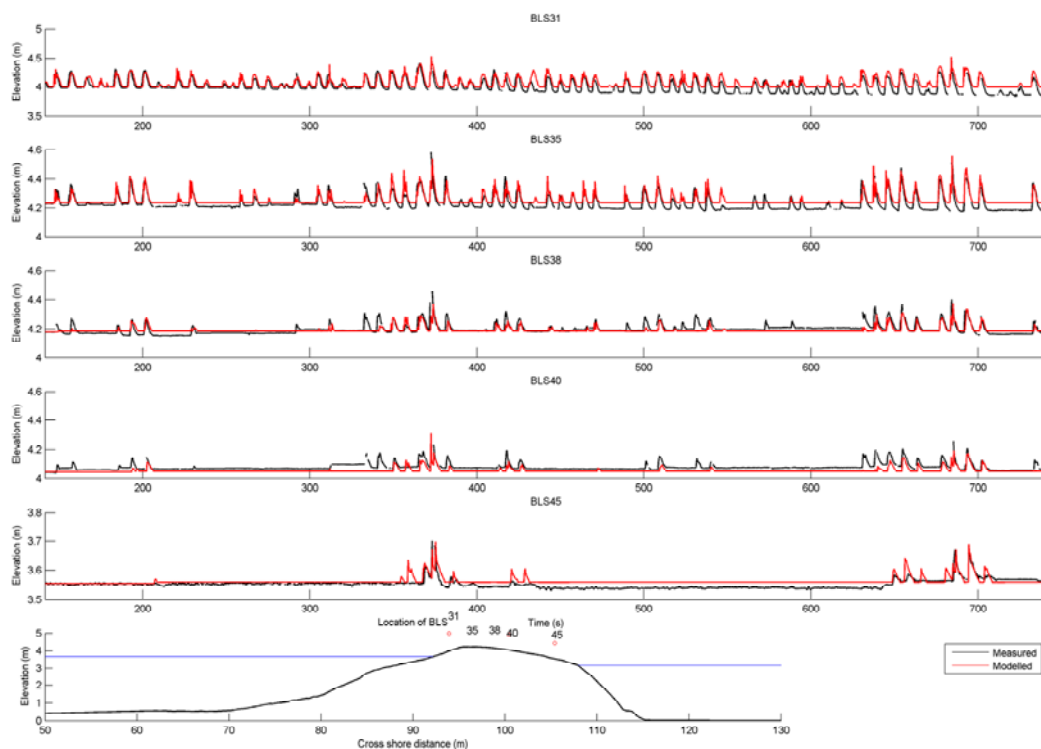 BLS31
5
4.5
4
3.5
Elevation (m)
200 300 400 500 600 700
BLS35
4.6
4.4
4.2
4
Elevation (m)
200 300 400 500 600 700
BLS38
4.6
4.4
4.2
4
Elevation (m)
200 300 400 500 600 700
BLS40
4.6
4.4
4.2
4
Elevation (m)
200 300 400 500 600 700
BLS45
3.8
3.7
3.6
3.5
Elevation (m)
200 300 400 500 600 700
Location of BLS 31 35 38 40 45 Time (s)
5
4
3
2
1
0
Elevation (m)
50 60 70 80 90 100 110 120 130
Cross shore distance (m)
Measured
Modelled